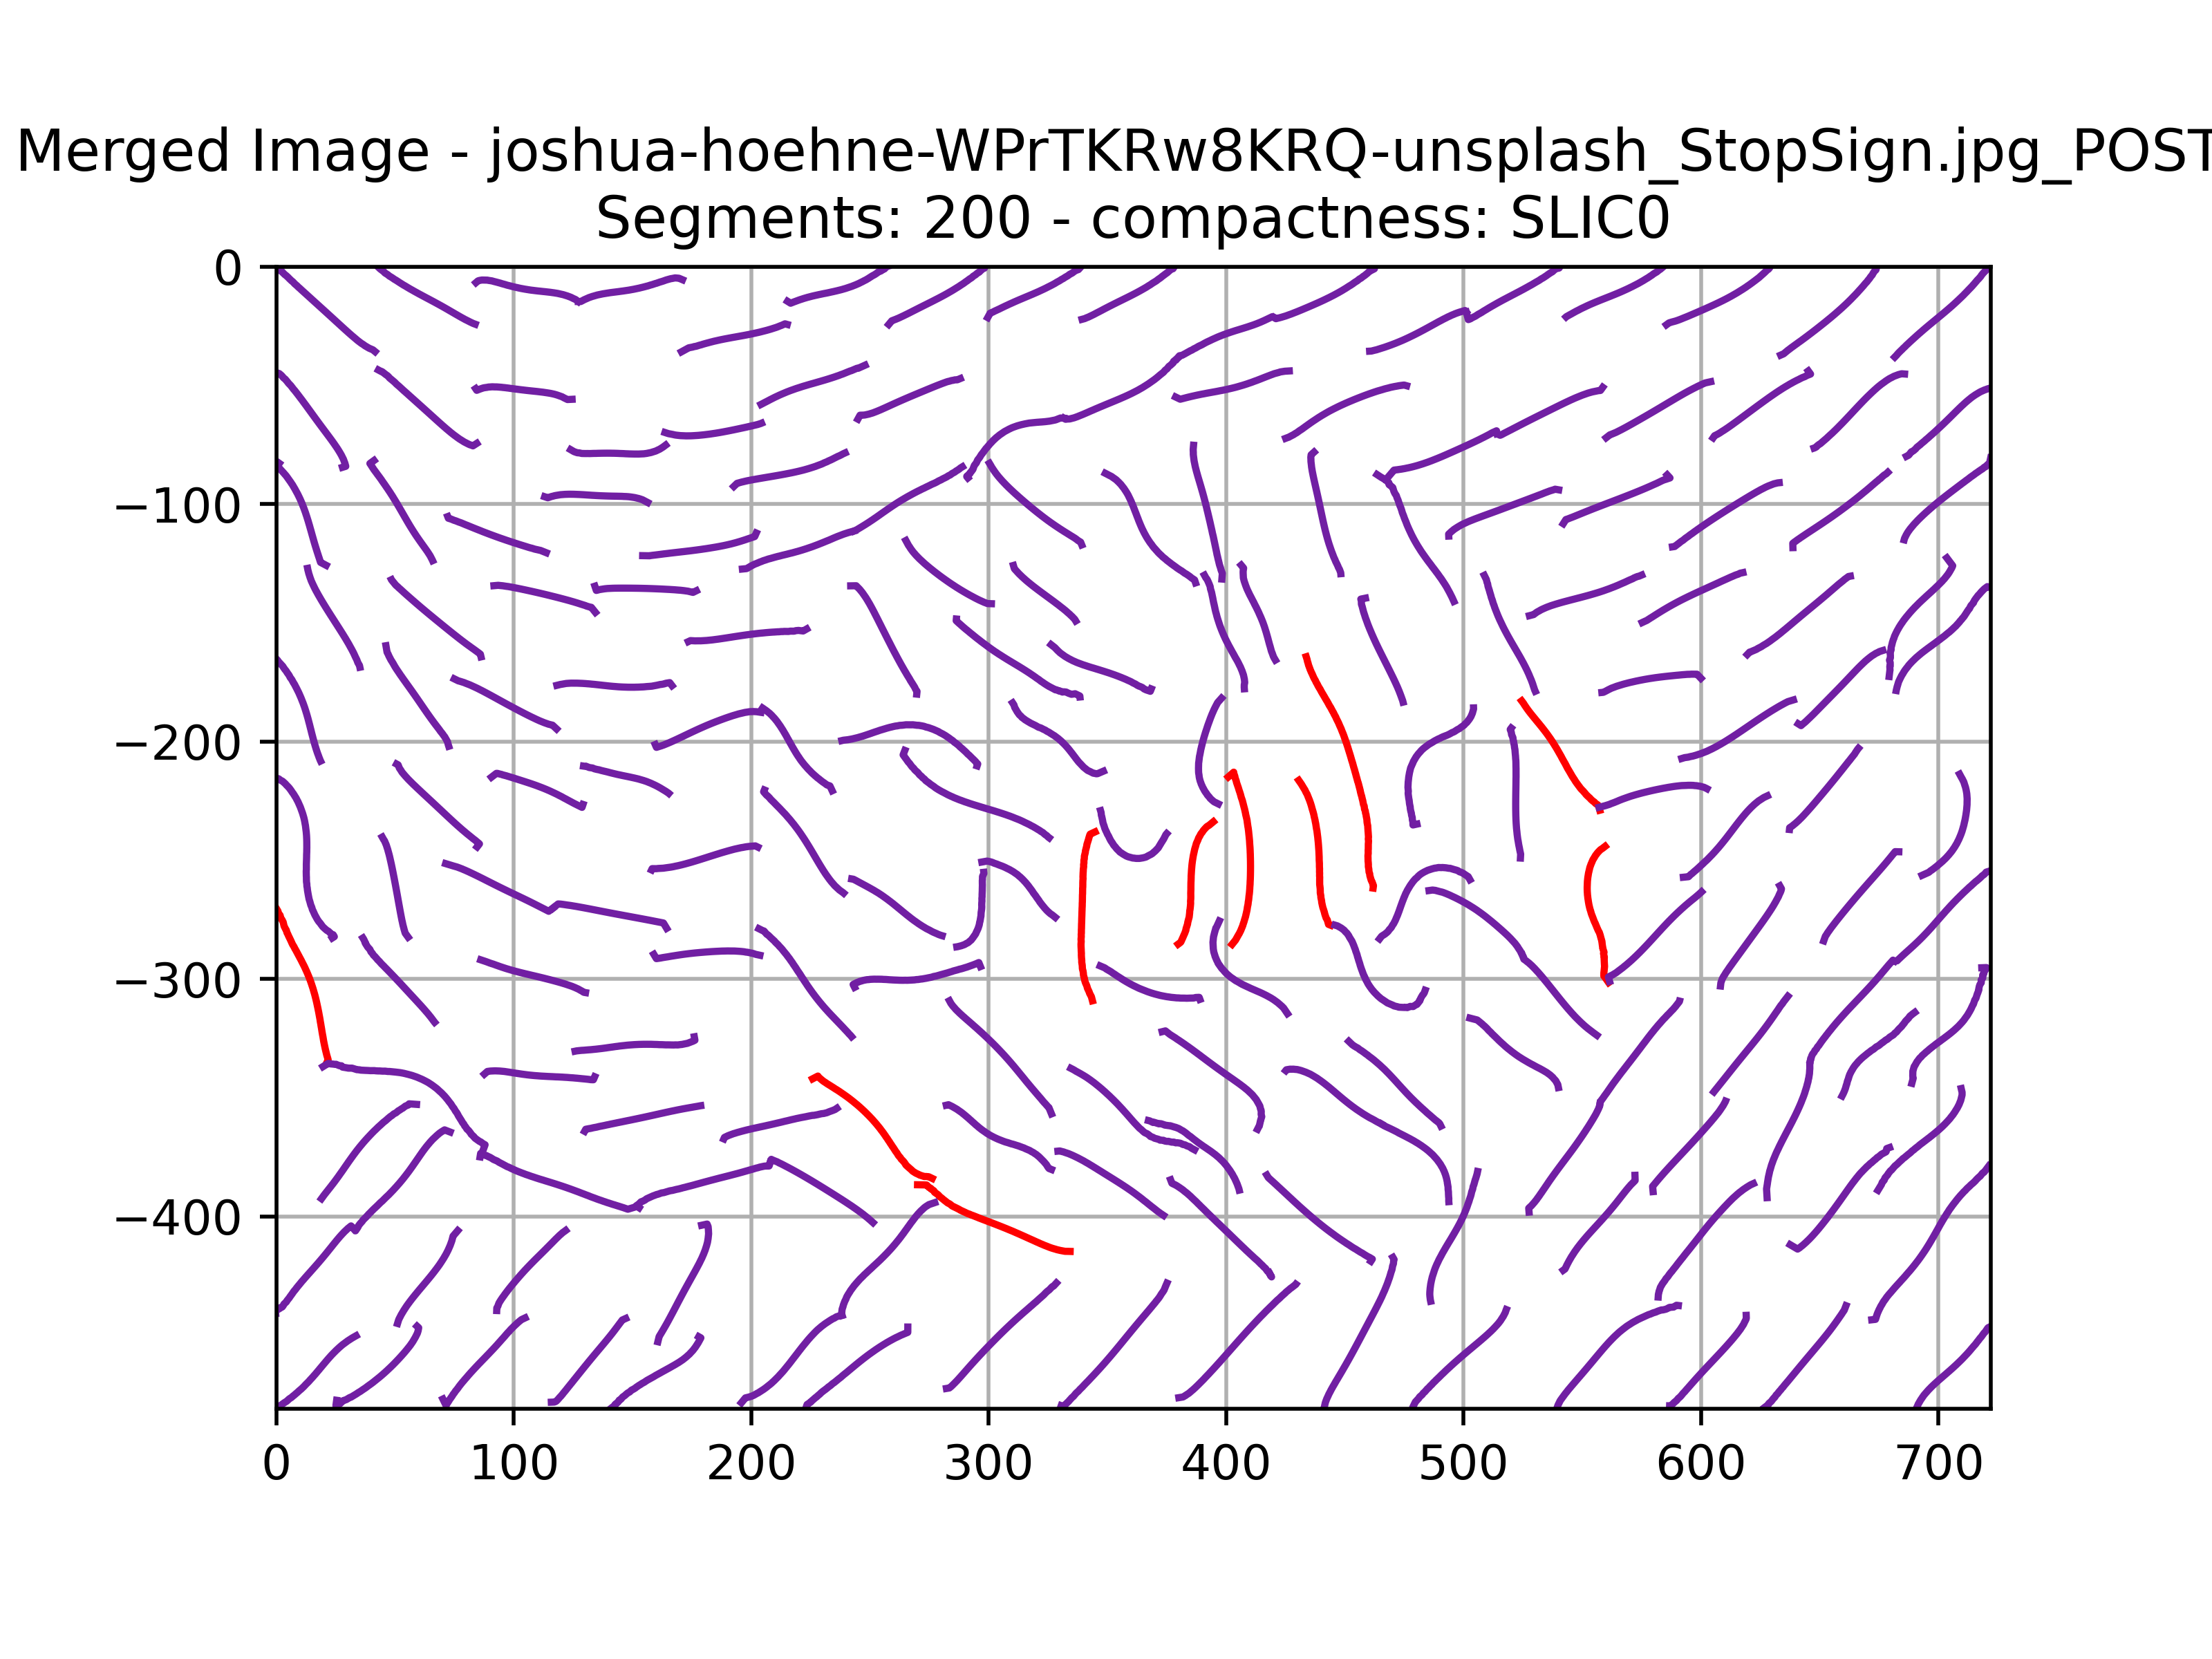 Merged Image - joshua-hoehne-WPrTKRw8KRQ-unsplash_StopSign.jpg_POST
Segments: 200 - compactness: SLIC0
0
−100
−200
−300
−400
0 100 200 300 400 500 600 700